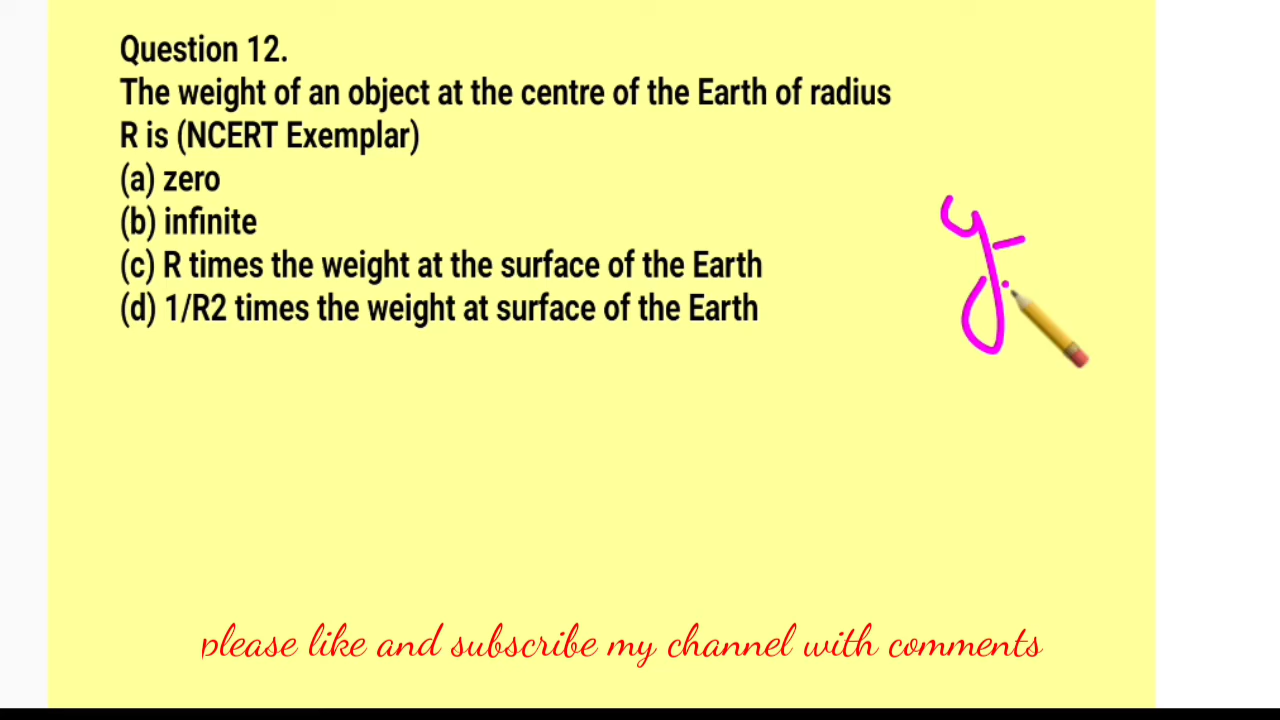 Question 12.
The weight of an object at the centre of the Earth of radius
R is (NCERT Exemplar)
(a) zero
(b) infinite
(c) R times the weight at the surface of the Earth
(d) 1/R2 times the weight at surface of the Earth
g
please like and subscribe my channel with comments